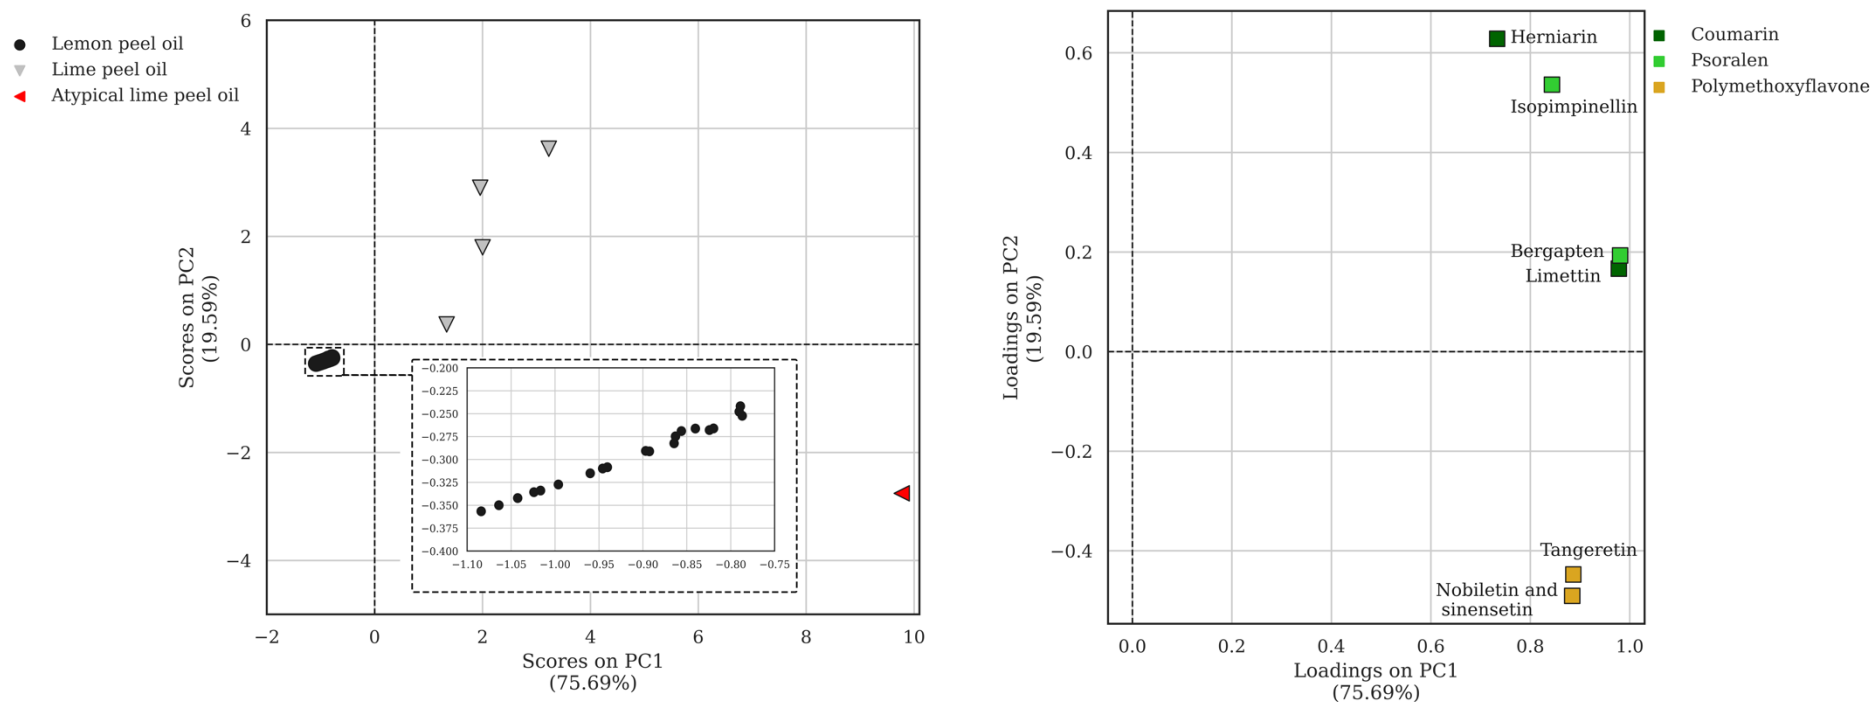 Lemon peel oil
Lime peel oil
Atypical lime peel oil
Scores on PC2
(19.59%)
6
4
2
0
−2
−4
−2
0
2
4
6
8
10
Scores on PC1
(75.69%)
−0.200
−0.225
−0.250
−0.275
−0.300
−0.325
−0.350
−0.375
−0.400
−1.10
−1.05
−1.00
−0.95
−0.90
−0.85
−0.80
−0.75
Loadings on PC2
(19.59%)
0.6
0.4
0.2
0.0
−0.2
−0.4
Herniarin
Isopimpinellin
Bergapten
Limettin
Tangeretin
Nobiletin and
sinensetin
0.0
0.2
0.4
0.6
0.8
1.0
Loadings on PC1
(75.69%)
Coumarin
Psoralen
Polymethoxyflavone